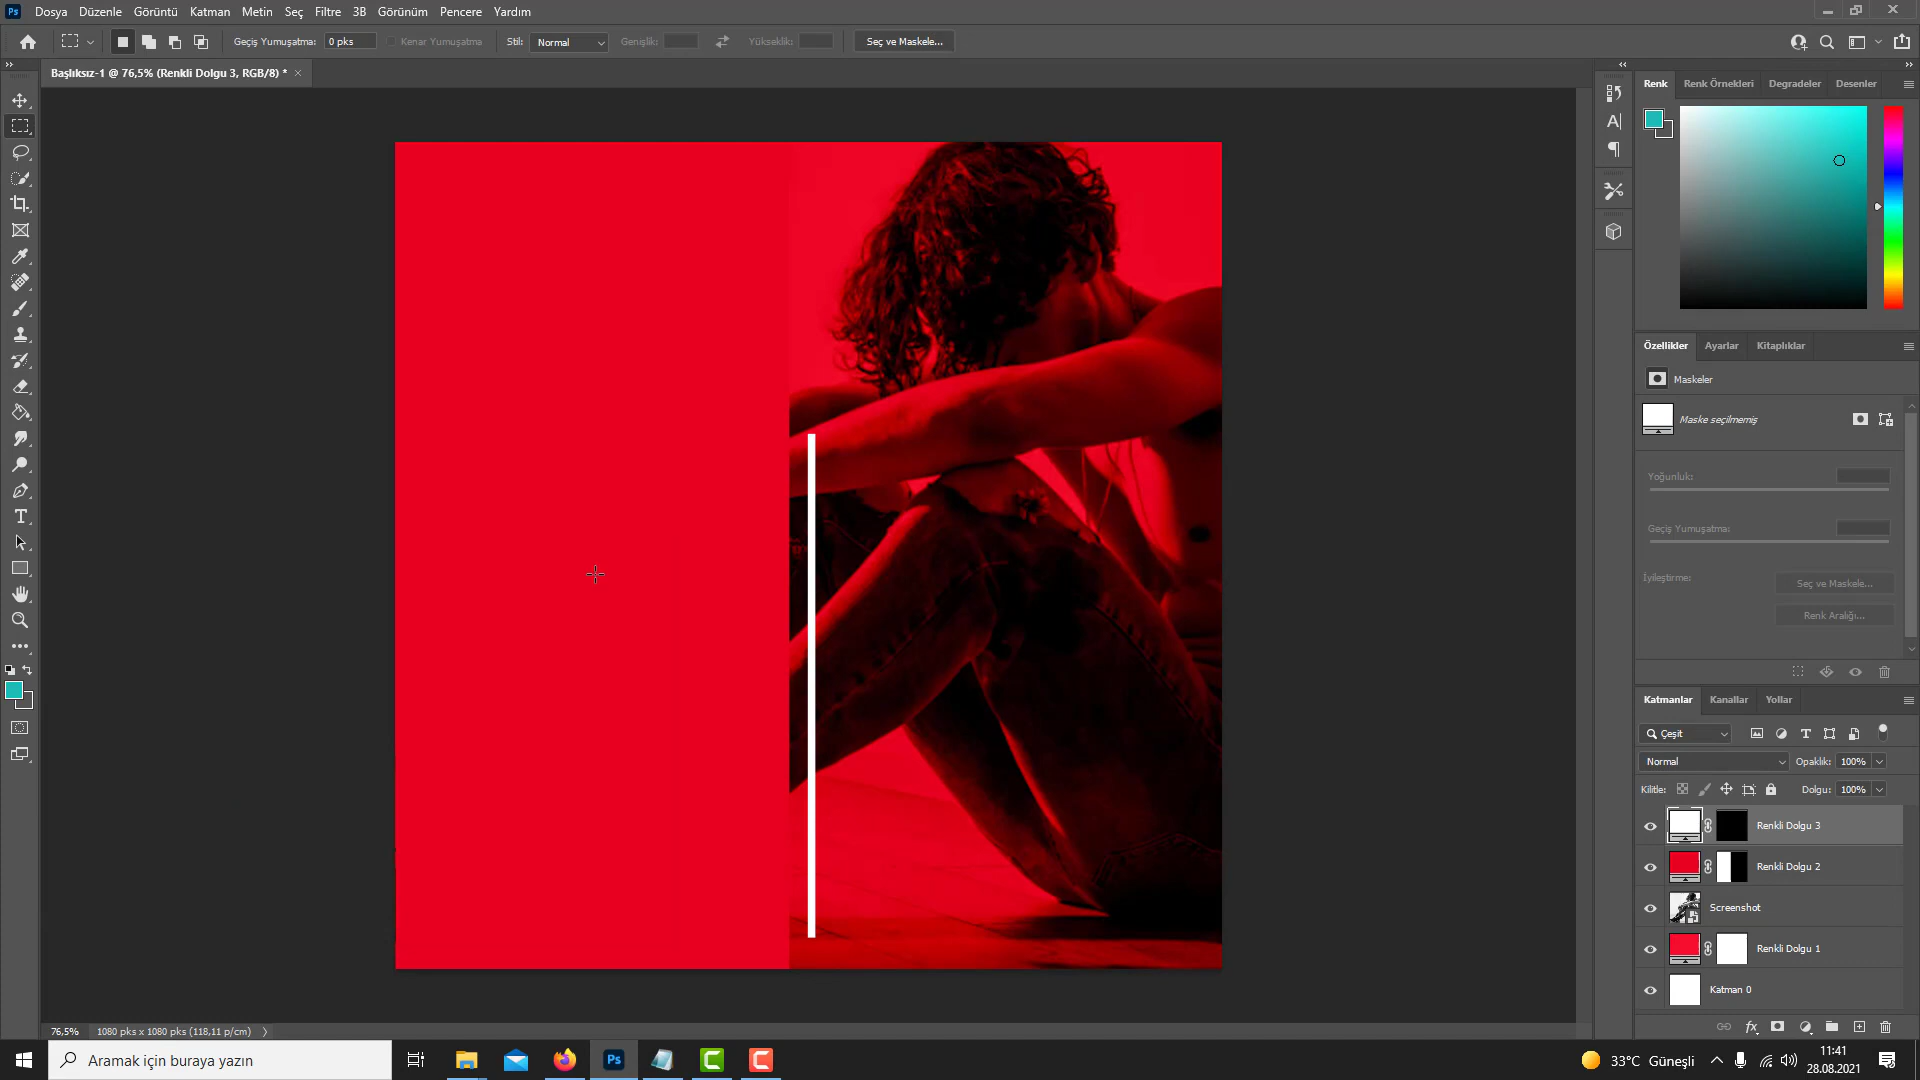 Ps Dosya Düzenle Görüntü Katman Metin Seç Filtre 3B Görünüm Pencere Yardım
Geçiş Yumuşatma: 0 pks Kenar Yumuşatma Stil: Normal Genişlik: Yükseklik: Seç ve Maskele...
Başlıksız-1 @ 76,5% (Renkli Dolgu 3, RGB/8) *
Renk Renk Örnekleri Degradeler Desenler
Özellikler Ayarlar Kitaplıklar
Maskeler
Maske seçilmemiş
Yoğunluk:
Geçiş Yumuşatma:
İyileştirme: Seç ve Maskele...
Renk Aralığı...
Katmanlar Kanallar Yollar
Çeşit
Normal Opaklık: 100%
Kilitle: Dolgu: 100%
Renkli Dolgu 3
Renkli Dolgu 2
Screenshot
Renkli Dolgu 1
Katman 0
76,5% 1080 pks x 1080 pks (118,11 p/cm)
Aramak için buraya yazın Ps 33°C Güneşli 11:41
28.08.2021